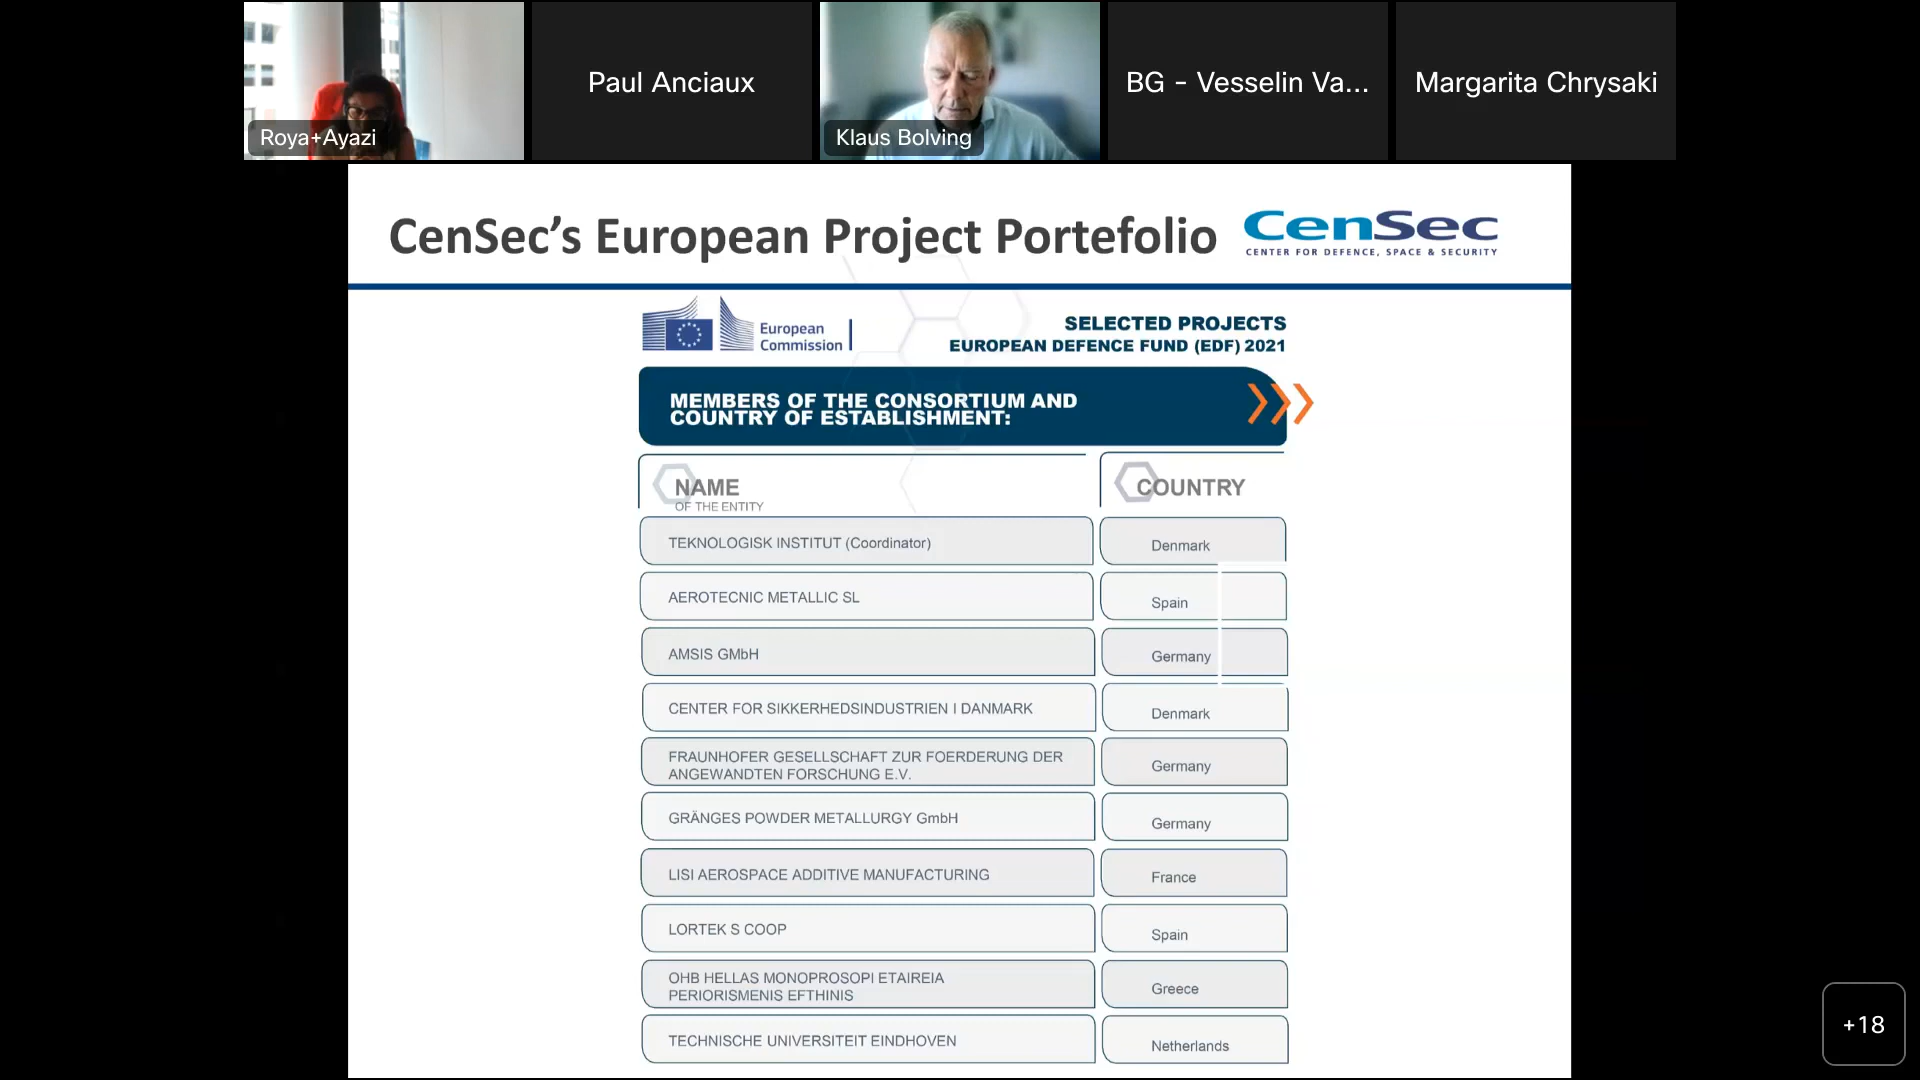 Roya+Ayazi
Paul Anciaux
Klaus Bolving
BG - Vesselin Va...
Margarita Chrysaki
CenSec’s European Project Portefolio
CenSec
CENTER FOR DEFENCE, SPACE & SECURITY
European
Commission
SELECTED PROJECTS
EUROPEAN DEFENCE FUND (EDF) 2021
MEMBERS OF THE CONSORTIUM AND
COUNTRY OF ESTABLISHMENT:
NAME
OF THE ENTITY
COUNTRY
TEKNOLOGISK INSTITUT (Coordinator)
Denmark
AEROTECNIC METALLIC SL
Spain
AMSIS GMbH
Germany
CENTER FOR SIKKERHEDSINDUSTRIEN I DANMARK
Denmark
FRAUNHOFER GESELLSCHAFT ZUR FOERDERUNG DER
ANGEWANDTEN FORSCHUNG E.V.
Germany
GRÄNGES POWDER METALLURGY GmbH
Germany
LISI AEROSPACE ADDITIVE MANUFACTURING
France
LORTEK S COOP
Spain
OHB HELLAS MONOPROSOPI ETAIREIA
PERIORISMENIS EFTHINIS
Greece
TECHNISCHE UNIVERSITEIT EINDHOVEN
Netherlands
+18